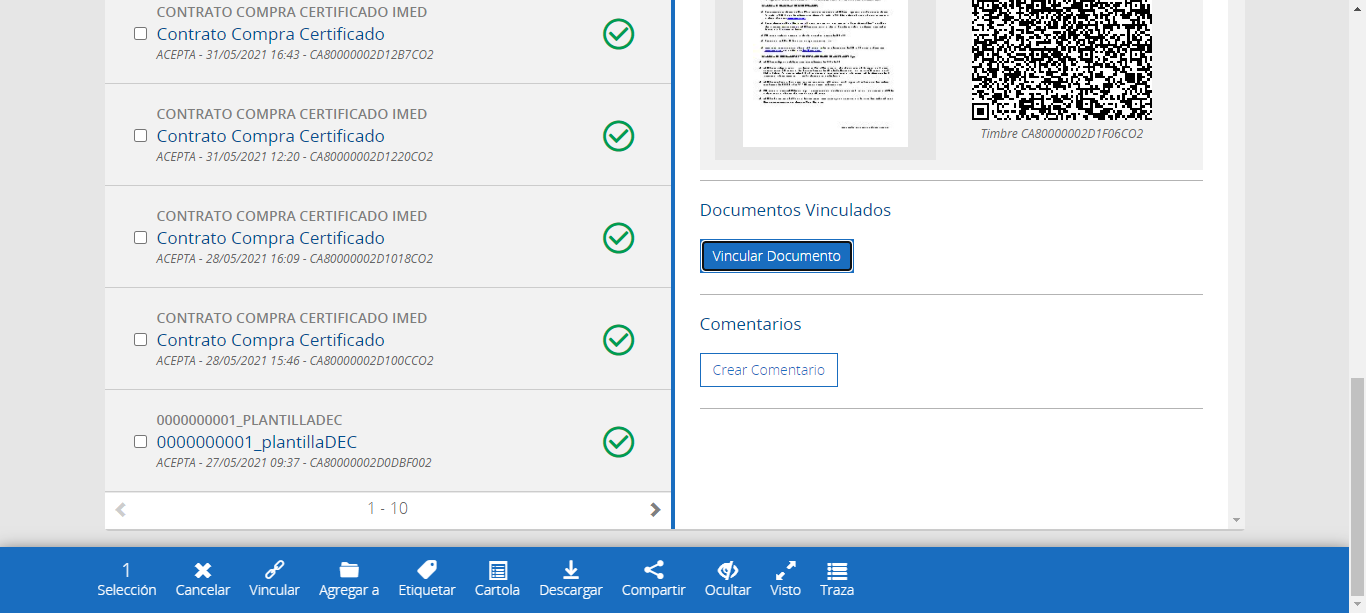 CONTRATO COMPRA CERTIFICADO IMED
Contrato Compra Certificado
ACEPTA - 31/05/2021 16:43 - CA80000002D12B7CO2
CONTRATO COMPRA CERTIFICADO IMED
Contrato Compra Certificado
ACEPTA - 31/05/2021 12:20 - CA80000002D1220CO2
CONTRATO COMPRA CERTIFICADO IMED
Contrato Compra Certificado
ACEPTA - 28/05/2021 16:09 - CA80000002D1018CO2
CONTRATO COMPRA CERTIFICADO IMED
Contrato Compra Certificado
ACEPTA - 28/05/2021 15:46 - CA80000002D100CCO2
0000000001_PLANTILLADEC
0000000001_plantillaDEC
ACEPTA - 27/05/2021 09:37 - CA80000002D0DBF002
1 - 10
Timbre CA80000002D1F06CO2
Documentos Vinculados
Vincular Documento
Comentarios
Crear Comentario
1
Selección
Cancelar
Vincular
Agregar a
Etiquetar
Cartola
Descargar
Compartir
Ocultar
Visto
Traza